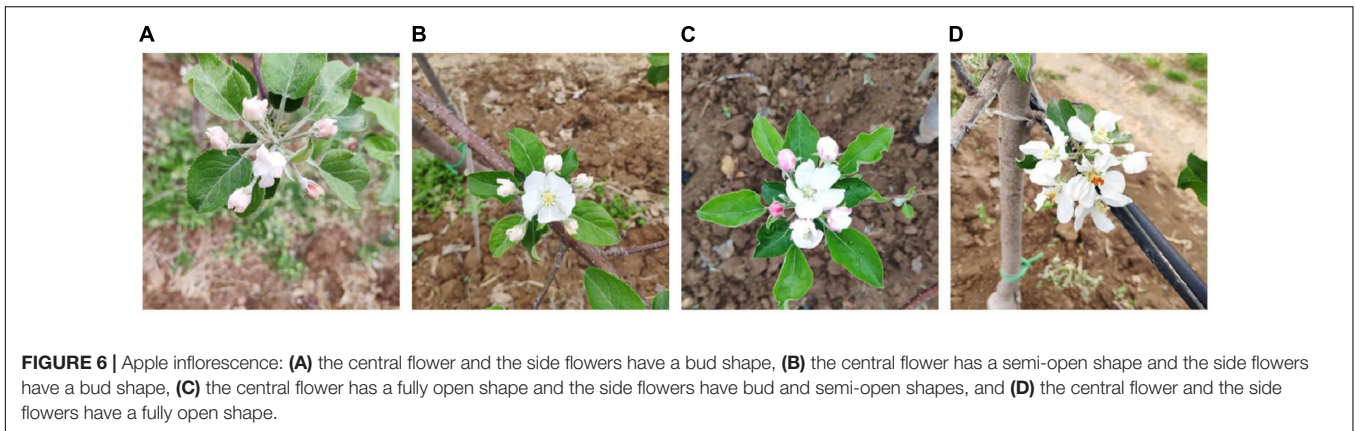 A B C D
FIGURE 6 | Apple inflorescence: (A) the central flower and the side flowers have a bud shape, (B) the central flower has a semi-open shape and the side flowers
have a bud shape, (C) the central flower has a fully open shape and the side flowers have bud and semi-open shapes, and (D) the central flower and the side
flowers have a fully open shape.